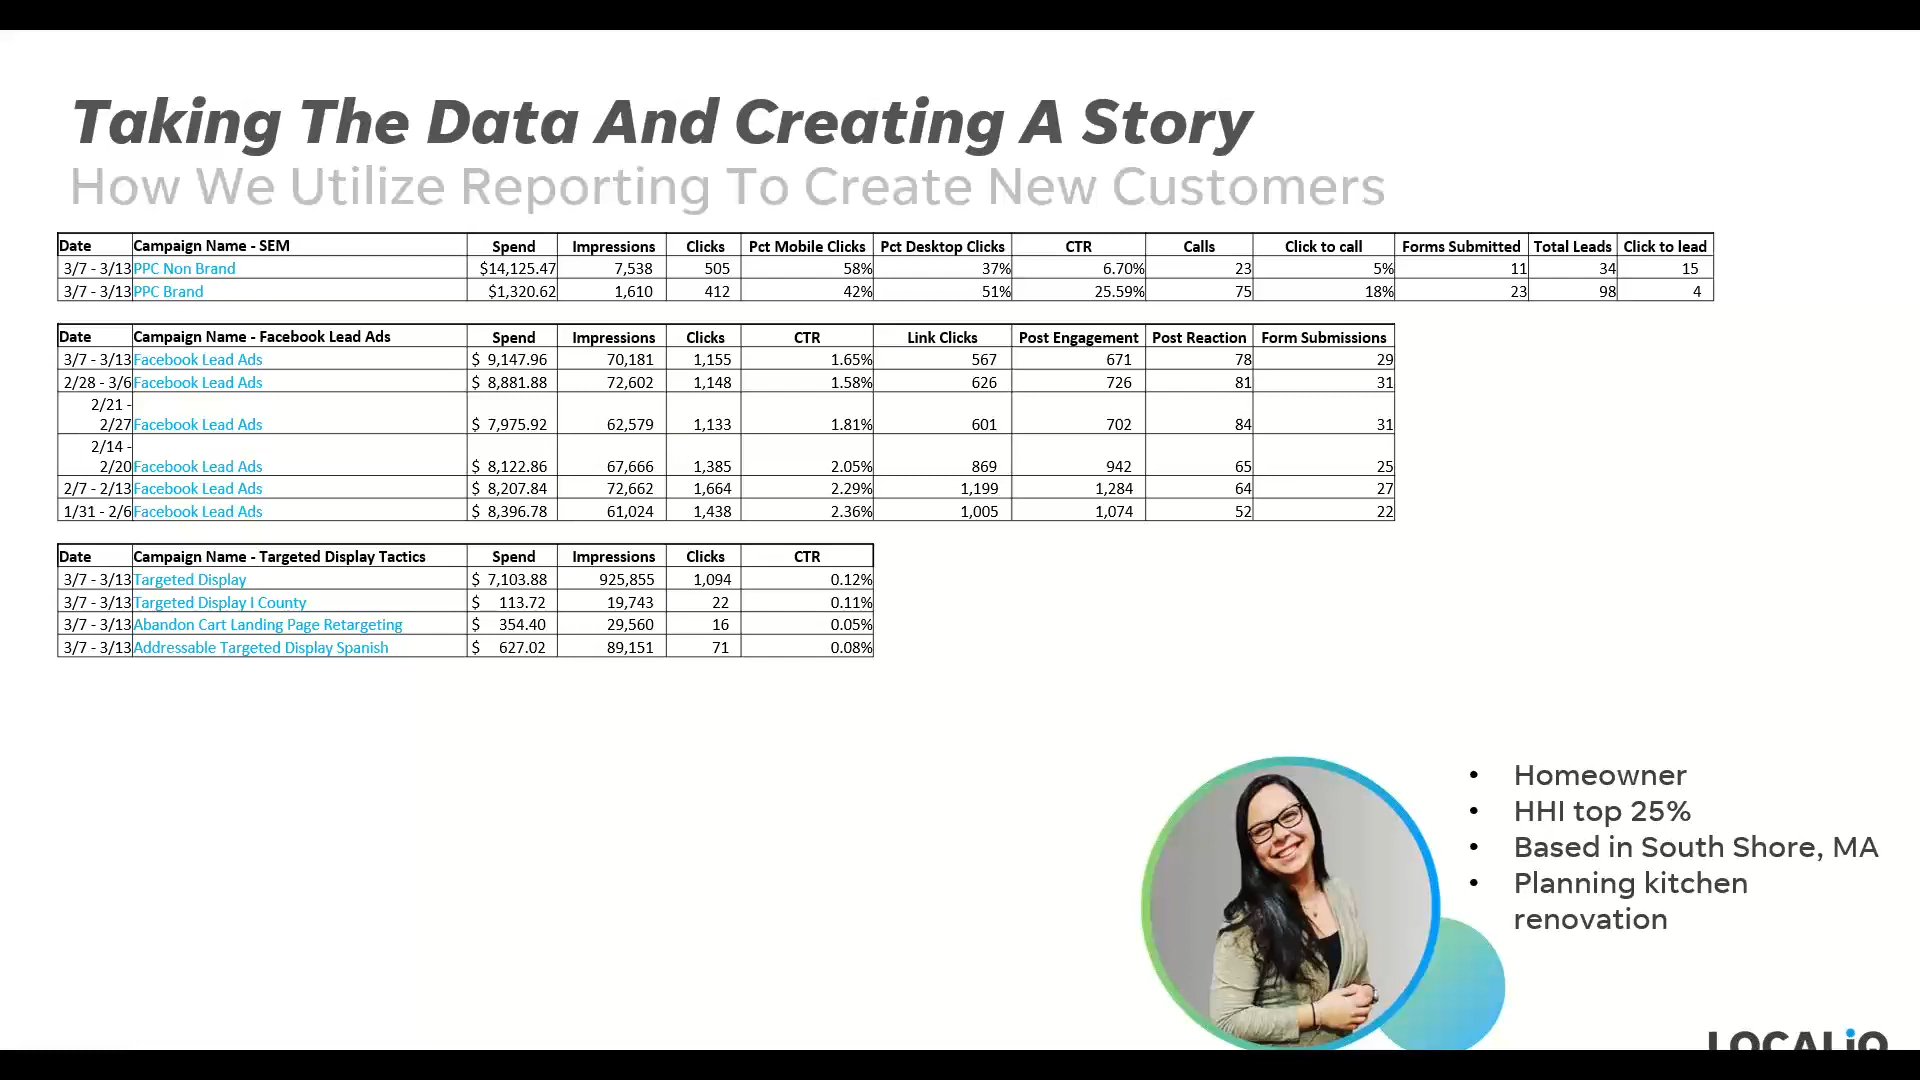 Taking The Data And Creating A Story
How We Utilize Reporting To Create New Customers
Date Campaign Name - SEM Spend Impressions Clicks Pct Mobile Clicks Pct Desktop Clicks CTR Calls Click to call Forms Submitted Total Leads Click to lead
3/7 - 3/13 PPC Non Brand $14,125.47 7,538 505 58% 37% 6.70% 23 5% 11 34 15
3/7 - 3/13 PPC Brand $1,320.62 1,610 412 42% 51% 25.59% 75 18% 23 98 4
Date Campaign Name - Facebook Lead Ads Spend Impressions Clicks CTR Link Clicks Post Engagement Post Reaction Form Submissions
3/7 - 3/13 Facebook Lead Ads $ 9,147.96 70,181 1,155 1.65% 567 671 78 29
2/28 - 3/6 Facebook Lead Ads $ 8,881.88 72,602 1,148 1.58% 626 726 81 31
2/21 -
2/27 Facebook Lead Ads $ 7,975.92 62,579 1,133 1.81% 601 702 84 31
2/14 -
2/20 Facebook Lead Ads $ 8,122.86 67,666 1,385 2.05% 869 942 65 25
2/7 - 2/13 Facebook Lead Ads $ 8,207.84 72,662 1,664 2.29% 1,199 1,284 64 27
1/31 - 2/6 Facebook Lead Ads $ 8,396.78 61,024 1,438 2.36% 1,005 1,074 52 22
Date Campaign Name - Targeted Display Tactics Spend Impressions Clicks CTR
3/7 - 3/13 Targeted Display $ 7,103.88 925,855 1,094 0.12%
3/7 - 3/13 Targeted Display I County $ 113.72 19,743 22 0.11%
3/7 - 3/13 Abandon Cart Landing Page Retargeting $ 354.40 29,560 16 0.05%
3/7 - 3/13 Addressable Targeted Display Spanish $ 627.02 89,151 71 0.08%
• Homeowner
• HHI top 25%
• Based in South Shore, MA
• Planning kitchen
renovation
LOCALiQ